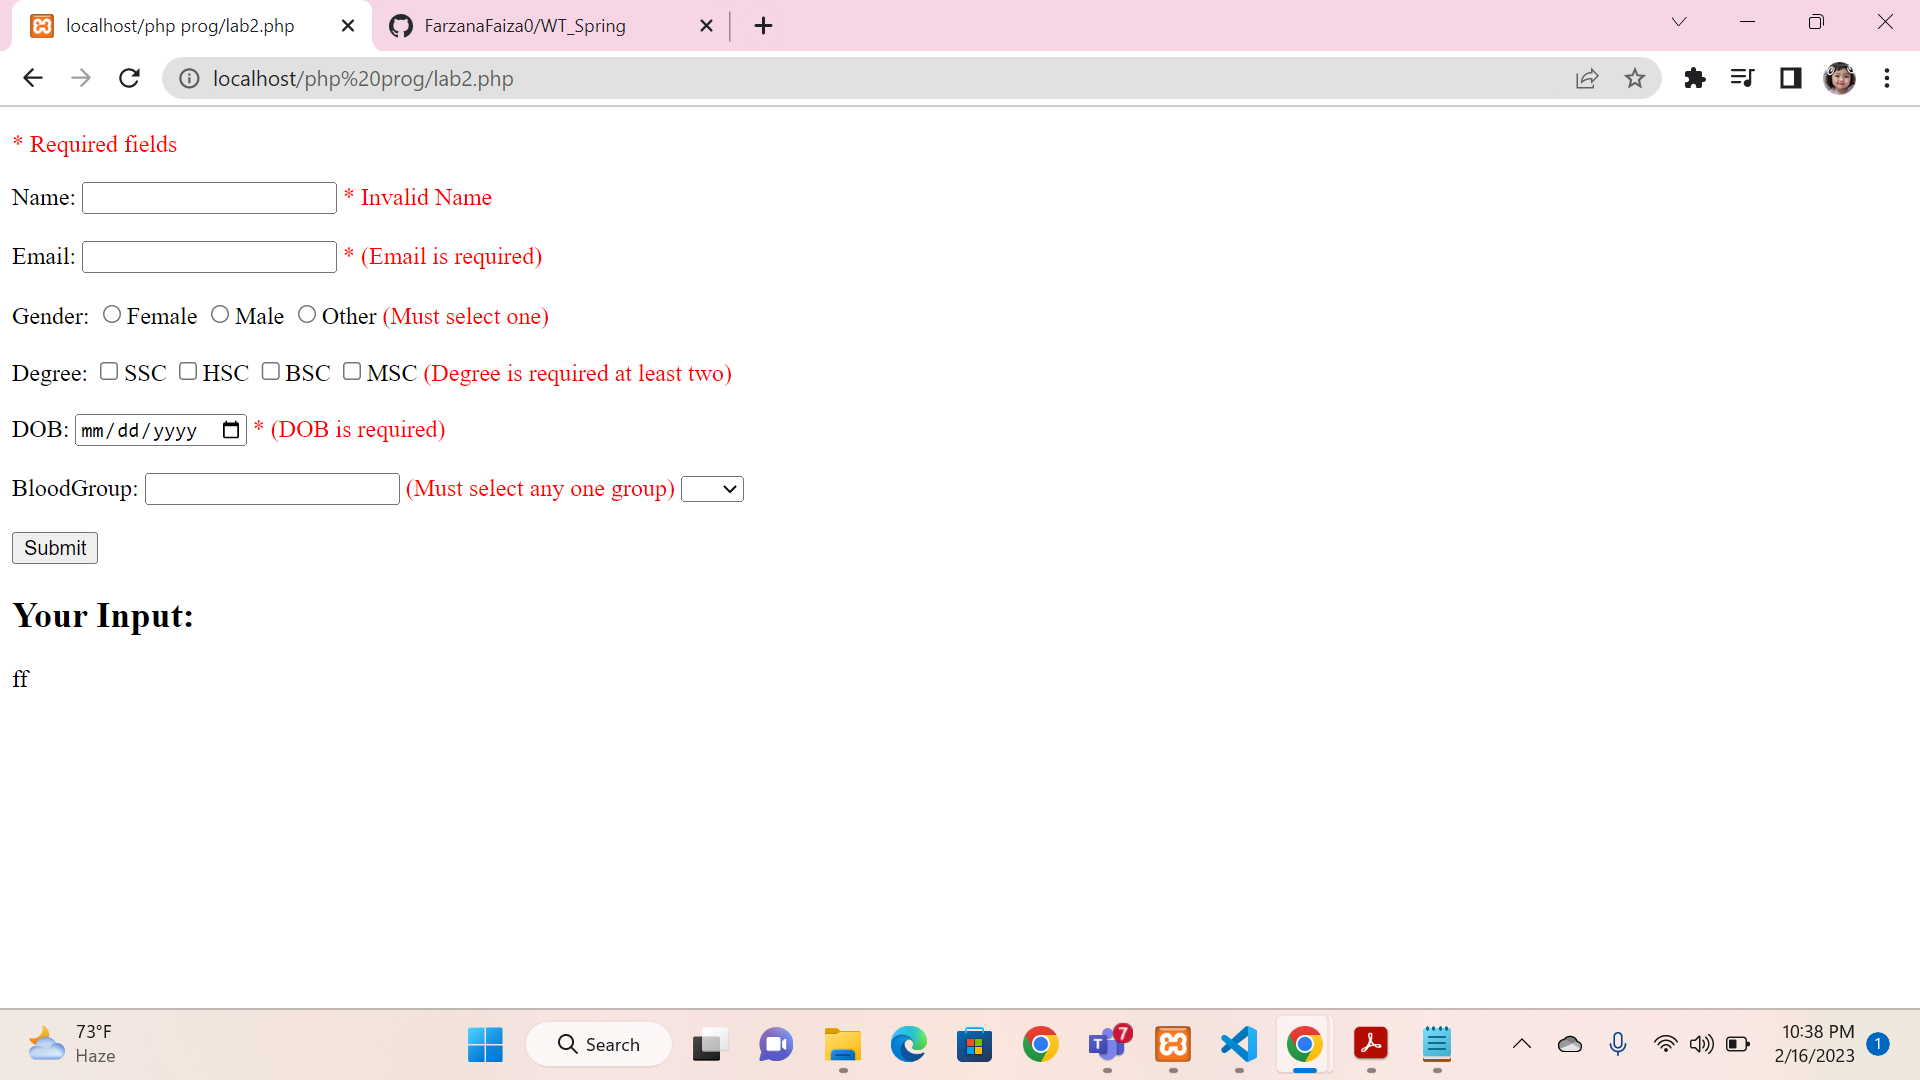 localhost/php prog/lab2.php
FarzanaFaiza0/WT_Spring
localhost/php%20prog/lab2.php
* Required fields
Name: * Invalid Name
Email: * (Email is required)
Gender: Female Male Other (Must select one)
Degree: SSC HSC BSC MSC (Degree is required at least two)
DOB: mm/dd/yyyy * (DOB is required)
BloodGroup: (Must select any one group)
Submit
Your Input:
ff
73°F
Haze
Search
T
7
10:38 PM
2/16/2023
1